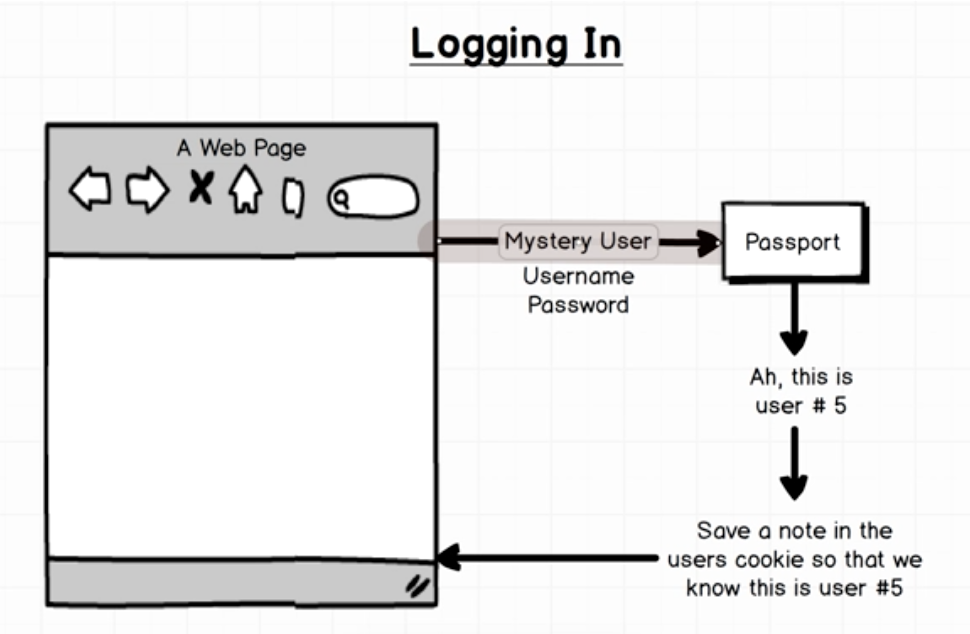 Logging In
A Web Page
Mystery User
Username
Password
Passport
Ah, this is
user # 5
Save a note in the
users cookie so that we
know this is user #5